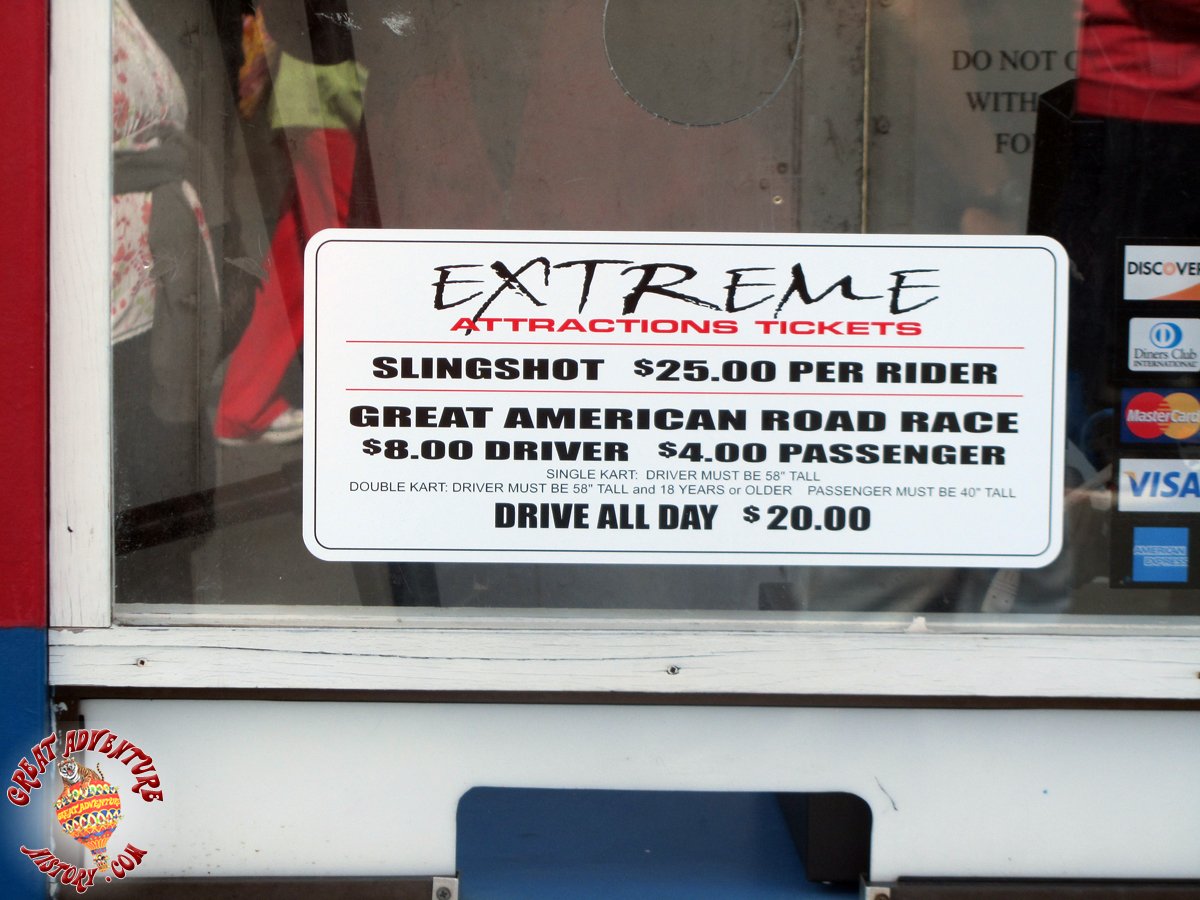 DO NOT
WITH
EXTREME
ATTRACTIONS TICKETS
SLINGSHOT $25.00 PER RIDER
GREAT AMERICAN ROAD RACE
$8.00 DRIVER $4.00 PASSENGER
SINGLE KART: DRIVER MUST BE 58" TALL
DOUBLE KART: DRIVER MUST BE 58" TALL and 18 YEARS or OLDER PASSENGER MUST BE 40" TALL
DRIVE ALL DAY $20.00
DISCOVER
Diners Club
INTERNATIONAL
MasterCard
VISA
AMERICAN
EXPRESS
GREAT ADVENTURE
GREAT ADVENTURE
HISTORY.COM